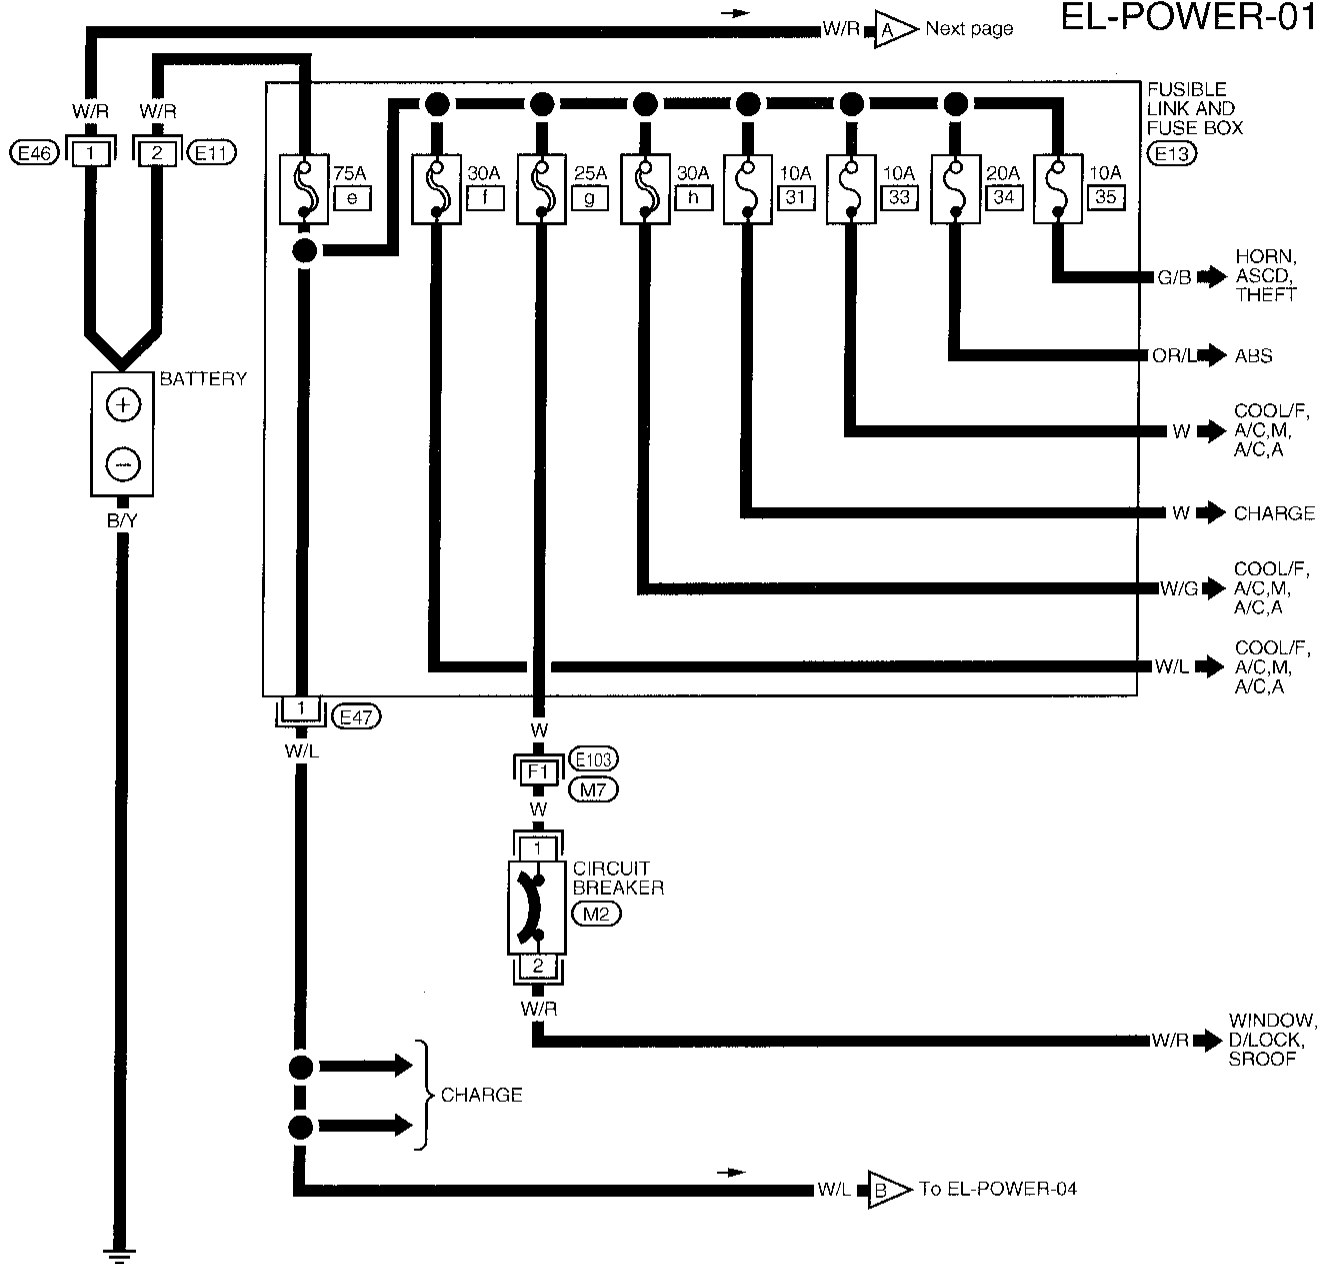 EL-POWER-01
W/R A Next page
W/R W/R
E46 1 2 E11
FUSIBLE
LINK AND
FUSE BOX
E13
75A 30A 25A 30A 10A 10A 20A 10A
e f g h 31 33 34 35
G/B HORN,
ASCD,
THEFT
OR/L ABS
BATTERY
+
−
B/Y
W COOL/F,
A/C,M,
A/C,A
W CHARGE
W/G COOL/F,
A/C,M,
A/C,A
W/L COOL/F,
A/C,M,
A/C,A
1 E47
W/L
W
F1 E103
M7
W
1
CIRCUIT
BREAKER
M2
2
W/R
W/R WINDOW,
D/LOCK,
SROOF
CHARGE
W/L B To EL-POWER-04